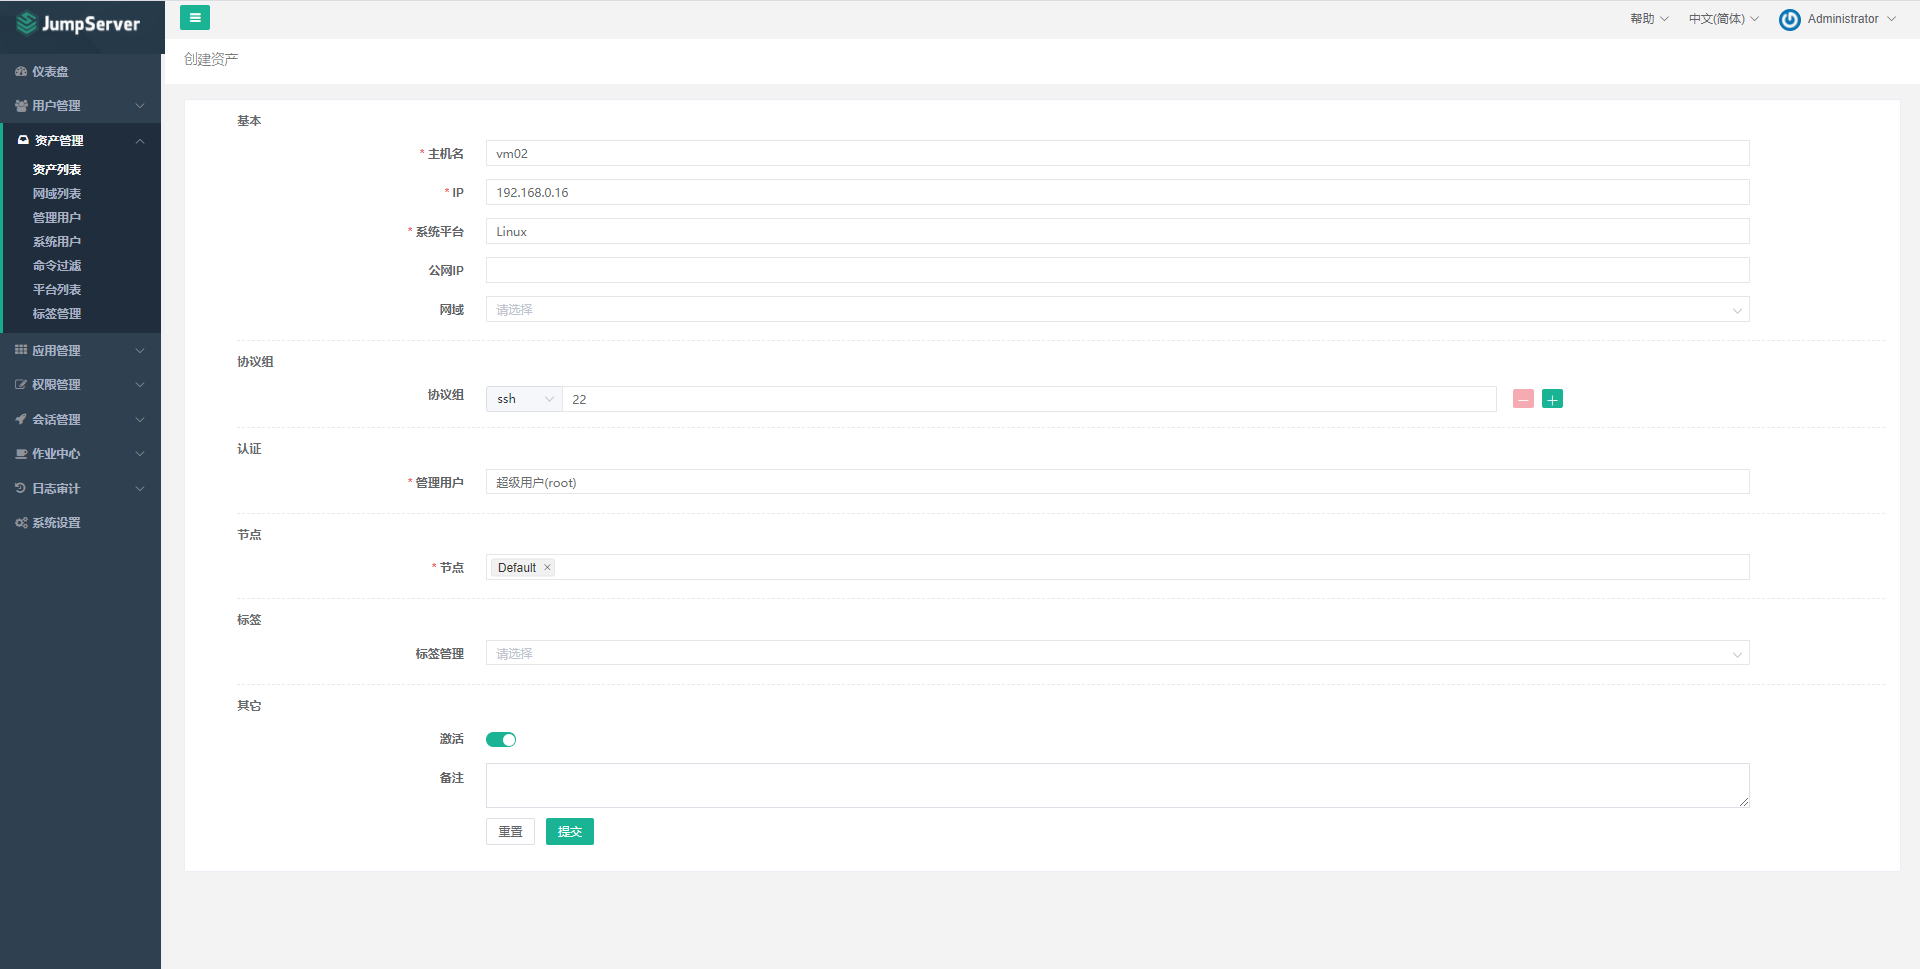 JumpServer
帮助
中文(简体)
Administrator
创建资产
仪表盘
用户管理
资产管理
资产列表
网域列表
管理用户
系统用户
命令过滤
平台列表
标签管理
应用管理
权限管理
会话管理
作业中心
日志审计
系统设置
基本
* 主机名 vm02
* IP 192.168.0.16
* 系统平台 Linux
公网IP
网域 请选择
协议组
协议组 ssh 22
认证
* 管理用户 超级用户(root)
节点
* 节点 Default ×
标签
标签管理 请选择
其它
激活
备注
重置 提交